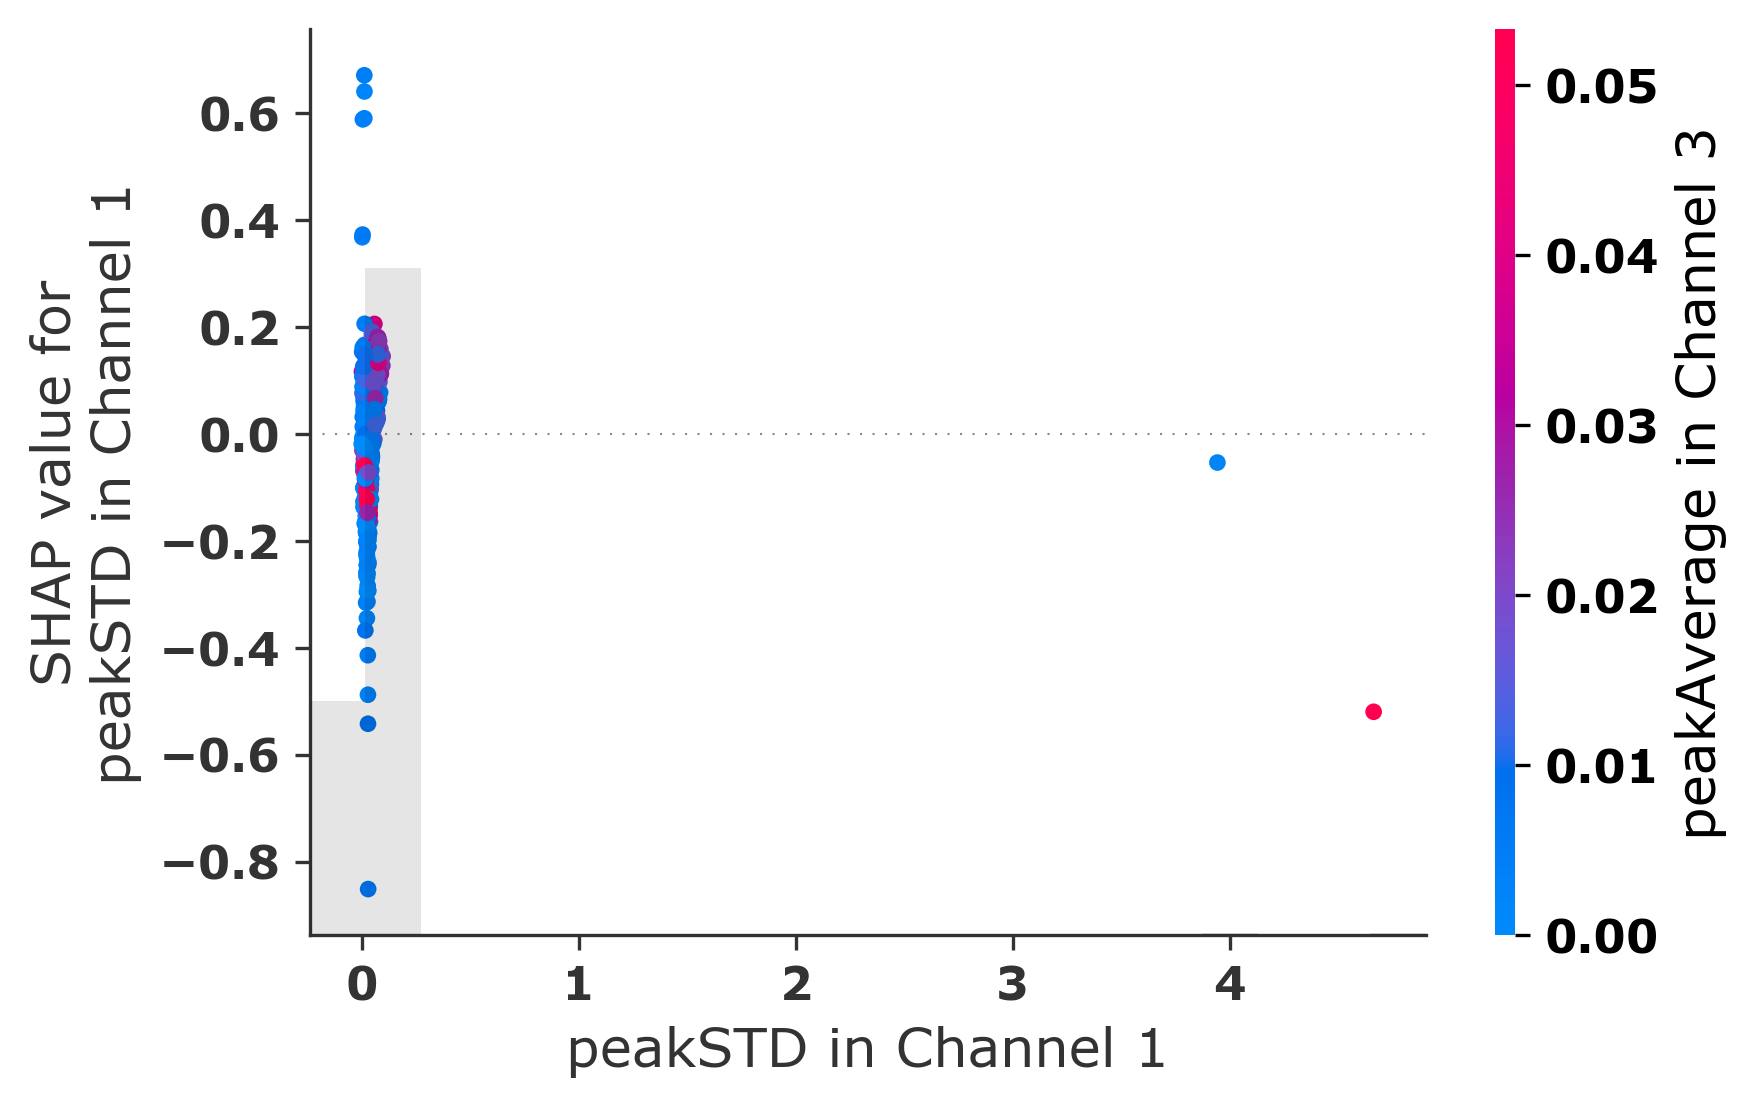 SHAP value for
peakSTD in Channel 1
0.6
0.4
0.2
0.0
−0.2
−0.4
−0.6
−0.8
0 1 2 3 4
peakSTD in Channel 1
0.05
0.04
0.03
0.02
0.01
0.00
peakAverage in Channel 3